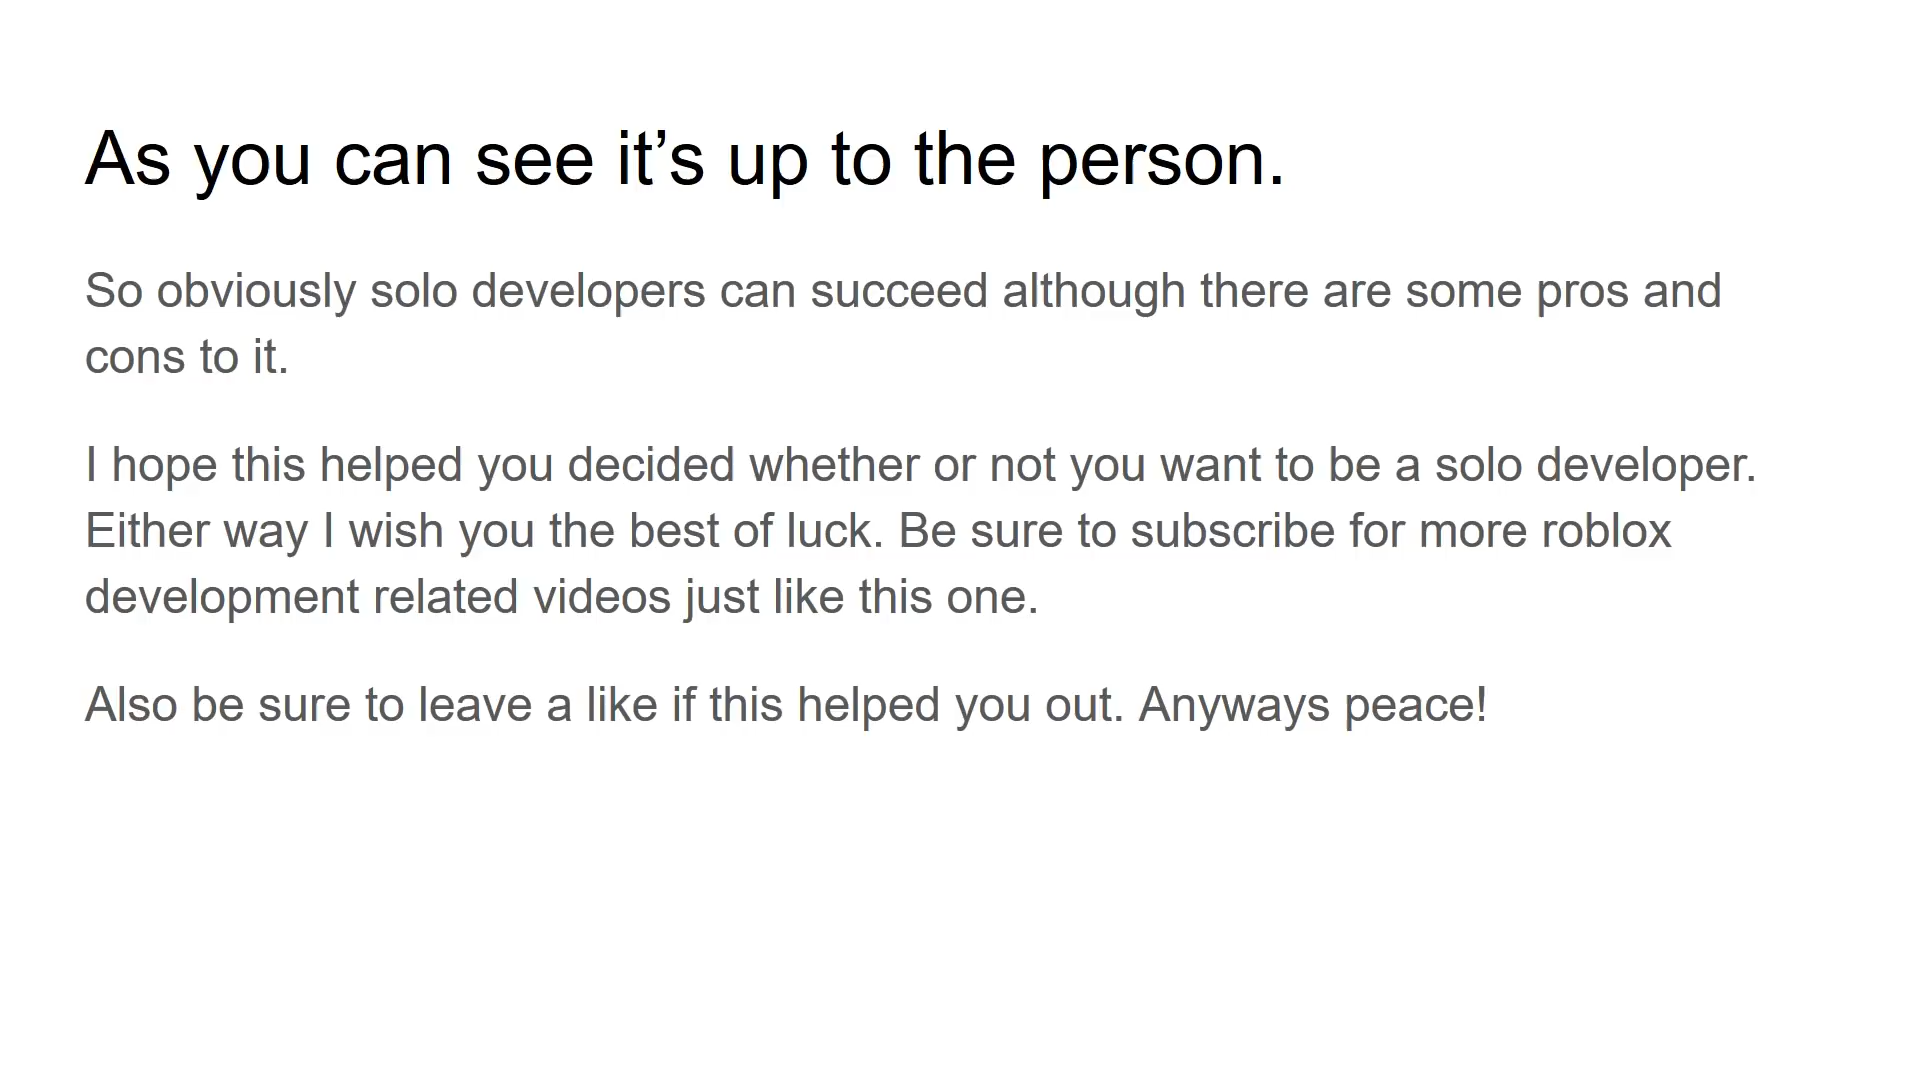 As you can see it’s up to the person.
So obviously solo developers can succeed although there are some pros and
cons to it.
I hope this helped you decided whether or not you want to be a solo developer.
Either way I wish you the best of luck. Be sure to subscribe for more roblox
development related videos just like this one.
Also be sure to leave a like if this helped you out. Anyways peace!